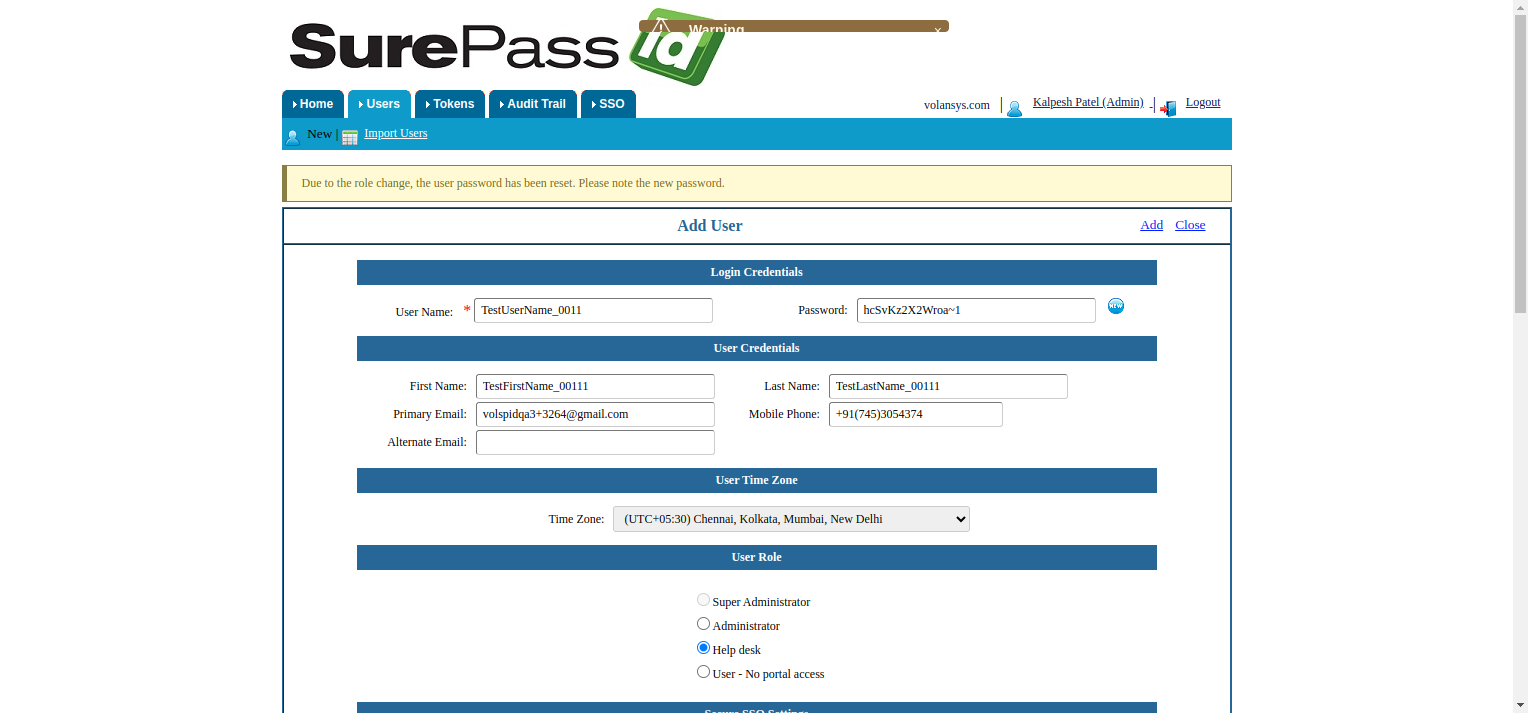 SurePass id
Warning ×
Home Users Tokens Audit Trail SSO volansys.com | Kalpesh Patel (Admin) - | Logout
New | Import Users
Due to the role change, the user password has been reset. Please note the new password.
Add User Add Close
Login Credentials
User Name: * TestUserName_0011 Password: hcSvKz2X2Wroa~1 NEW
User Credentials
First Name: TestFirstName_00111 Last Name: TestLastName_00111
Primary Email: volspidqa3+3264@gmail.com Mobile Phone: +91(745)3054374
Alternate Email:
User Time Zone
Time Zone: (UTC+05:30) Chennai, Kolkata, Mumbai, New Delhi
User Role
Super Administrator
Administrator
Help desk
User - No portal access
Secure SSO Settings